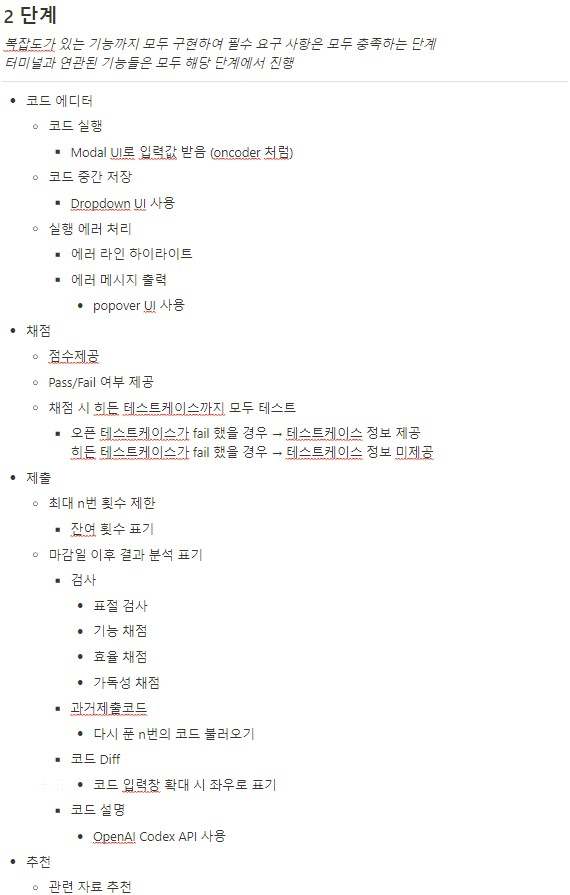 2 단계
복잡도가 있는 기능까지 모두 구현하여 필수 요구 사항은 모두 충족하는 단계
터미널과 연관된 기능들은 모두 해당 단계에서 진행
코드 에디터
코드 실행
Modal UI로 입력값 받음 (oncoder 처럼)
코드 중간 저장
Dropdown UI 사용
실행 에러 처리
에러 라인 하이라이트
에러 메시지 출력
popover UI 사용
채점
점수제공
Pass/Fail 여부 제공
채점 시 히든 테스트케이스까지 모두 테스트
오픈 테스트케이스가 fail 했을 경우 → 테스트케이스 정보 제공
히든 테스트케이스가 fail 했을 경우 → 테스트케이스 정보 미제공
제출
최대 n번 횟수 제한
잔여 횟수 표기
마감일 이후 결과 분석 표기
검사
표절 검사
기능 채점
효율 채점
가독성 채점
과거제출코드
다시 푼 n번의 코드 불러오기
코드 Diff
코드 입력창 확대 시 좌우로 표기
코드 설명
OpenAI Codex API 사용
추천
관련 자료 추천